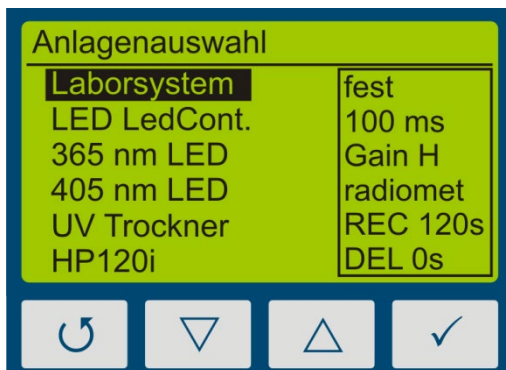 Anlagenauswahl
Laborsystem
LED LedCont.
365 nm LED
405 nm LED
UV Trockner
HP120i
fest
100 ms
Gain H
radiomet
REC 120s
DEL 0s